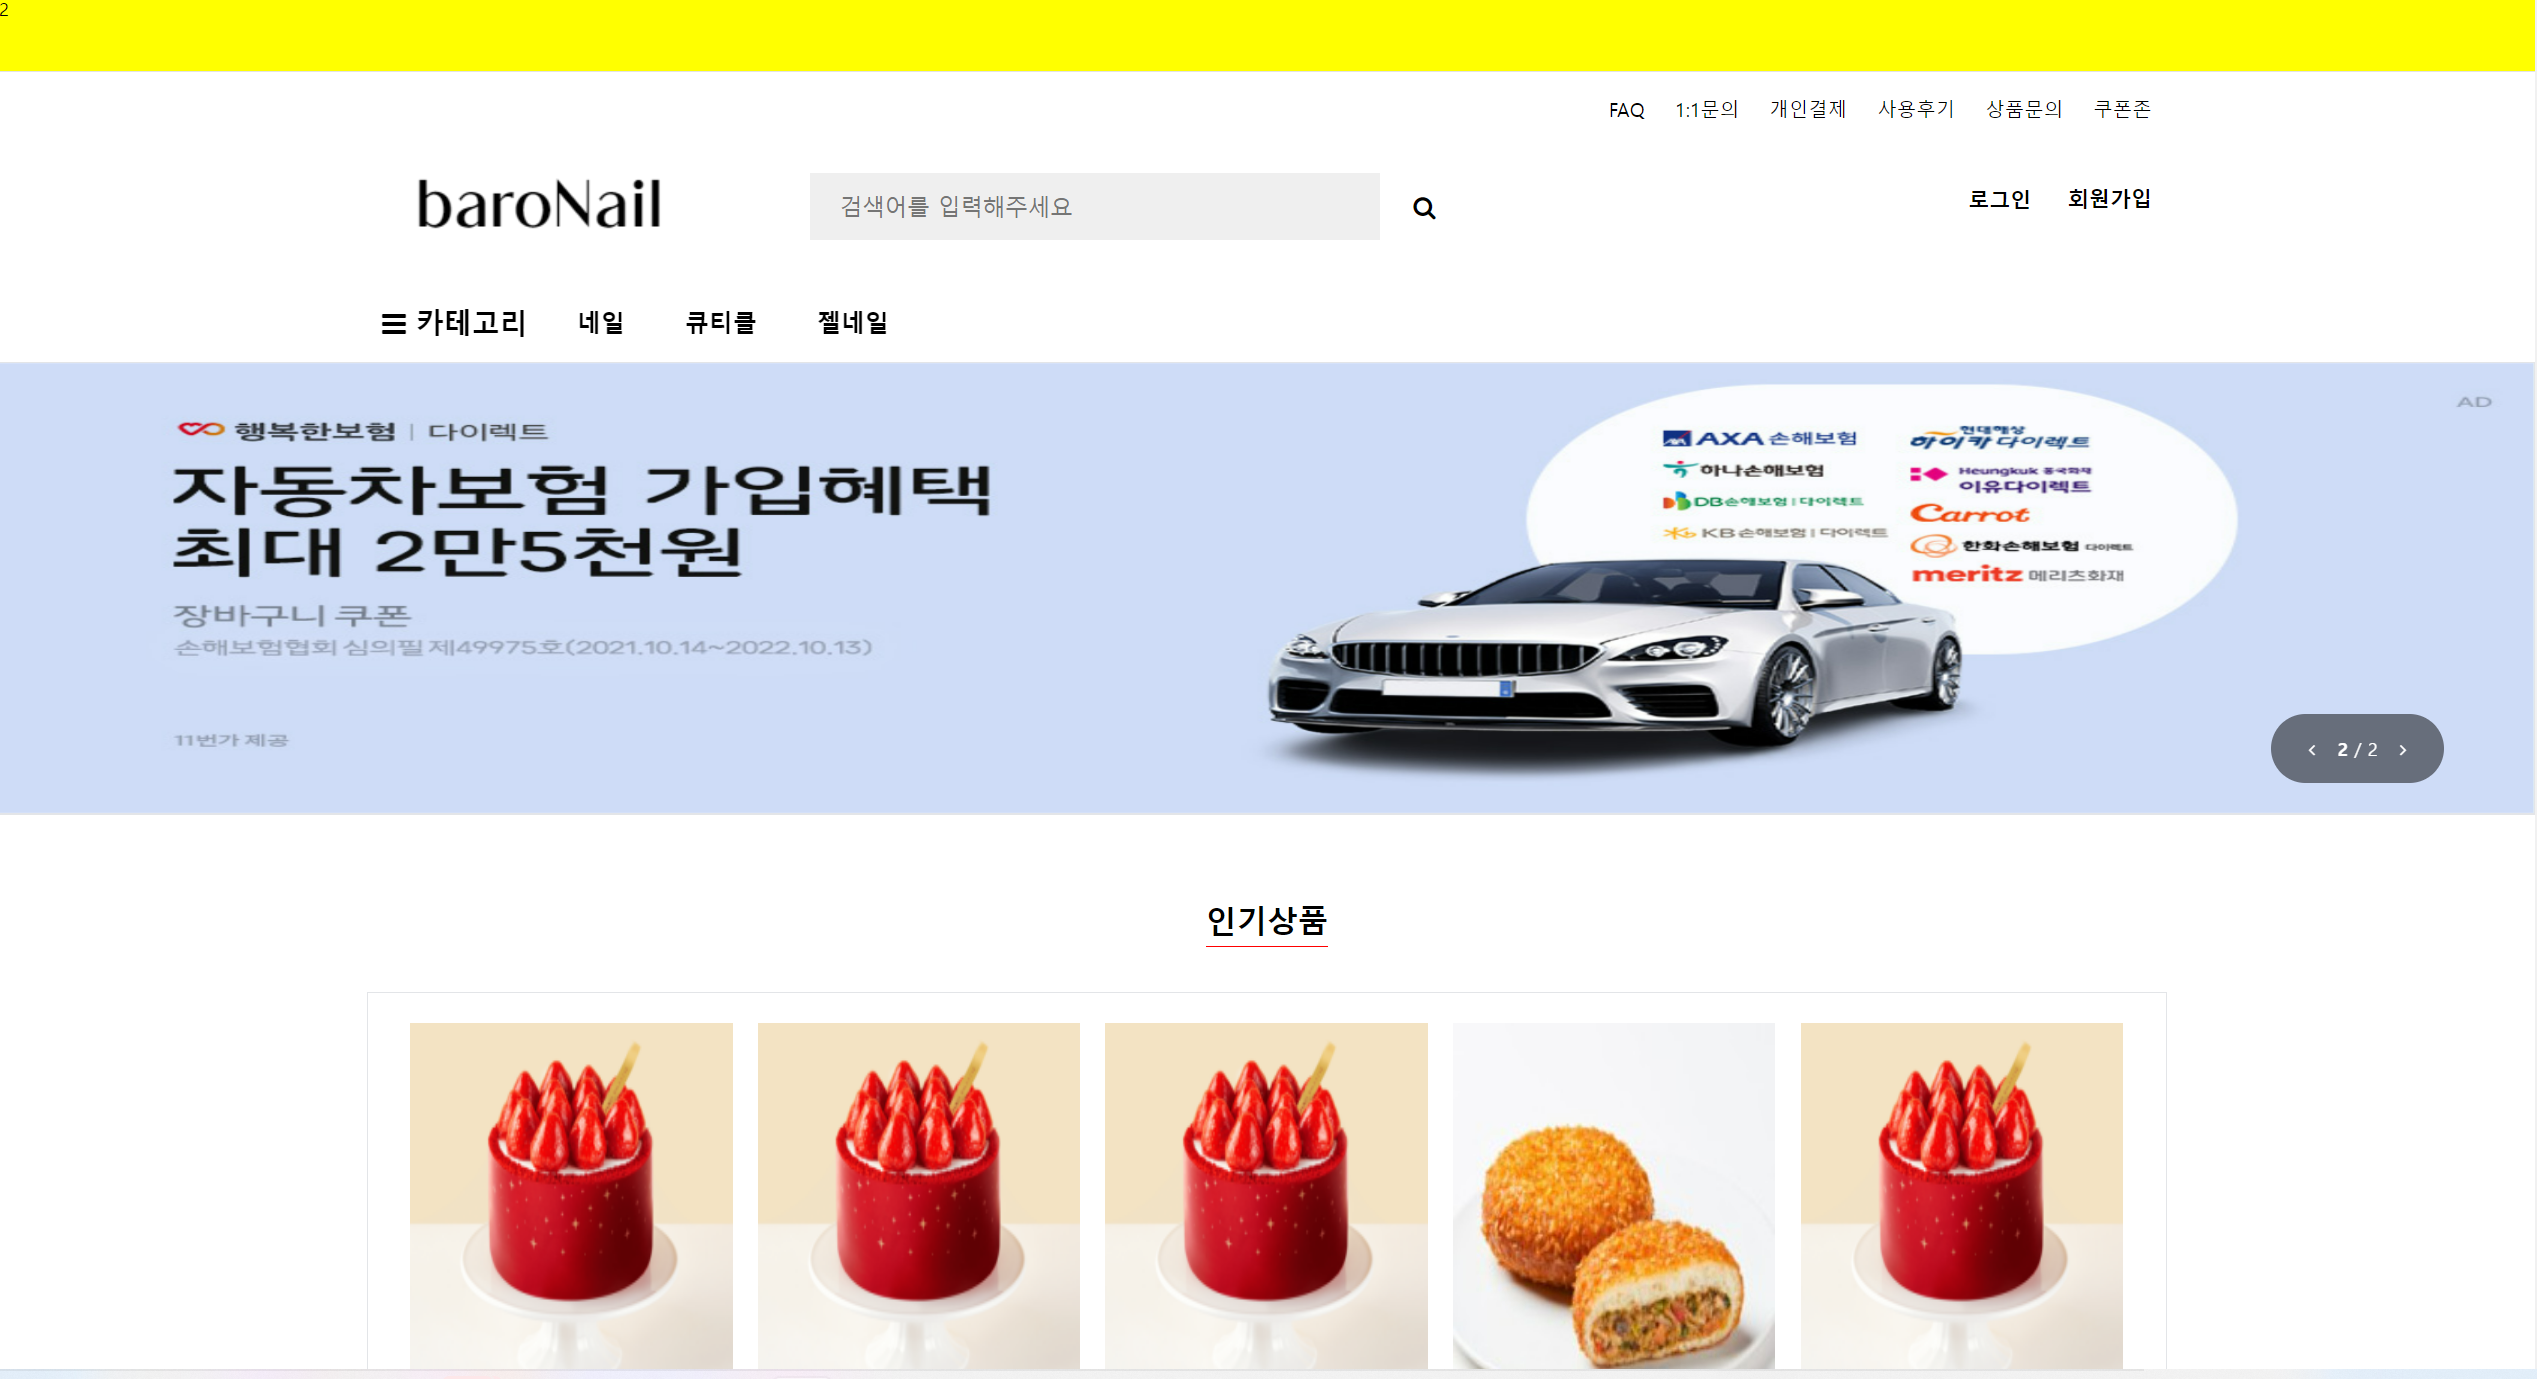 2
FAQ 1:1문의 개인결제 사용후기 상품문의 쿠폰존
baroNail
검색어를 입력해주세요
로그인 회원가입
카테고리 네일 큐티클 젤네일
AD
행복한보험 | 다이렉트
자동차보험 가입혜택
최대 2만5천원
장바구니 쿠폰
손해보험협회 심의필 제49975호(2021.10.14~2022.10.13)
11번가 제공
AXA 손해보험
하나손해보험
DB손해보험 | 다이렉트
KB손해보험 | 다이렉트
현대해상
하이카 다이렉트
Heungkuk 흥국화재
이유다이렉트
Carrot
한화손해보험 다이렉트
meritz 메리츠화재
‹ 2 / 2 ›
인기상품